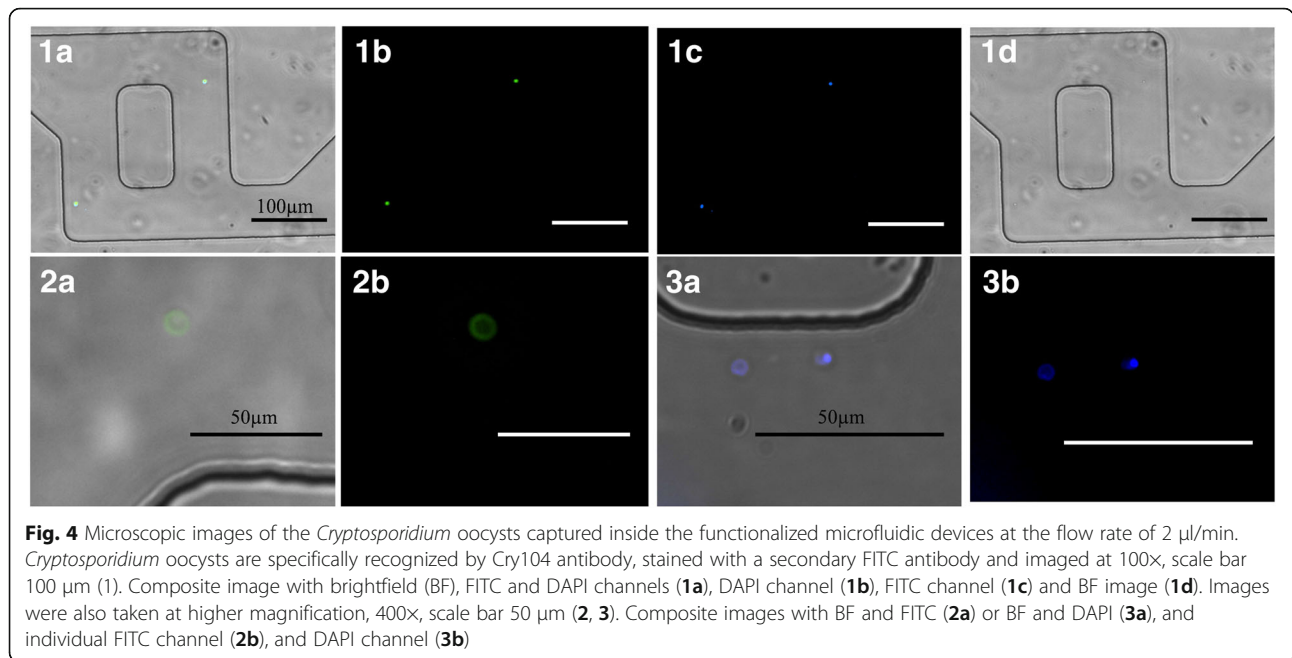 1a
1b
1c
1d
100µm
2a
2b
3a
3b
50µm
50µm
Fig. 4 Microscopic images of the Cryptosporidium oocysts captured inside the functionalized microfluidic devices at the flow rate of 2 µl/min.
Cryptosporidium oocysts are specifically recognized by Cry104 antibody, stained with a secondary FITC antibody and imaged at 100×, scale bar
100 µm (1). Composite image with brightfield (BF), FITC and DAPI channels (1a), DAPI channel (1b), FITC channel (1c) and BF image (1d). Images
were also taken at higher magnification, 400×, scale bar 50 µm (2, 3). Composite images with BF and FITC (2a) or BF and DAPI (3a), and
individual FITC channel (2b), and DAPI channel (3b)